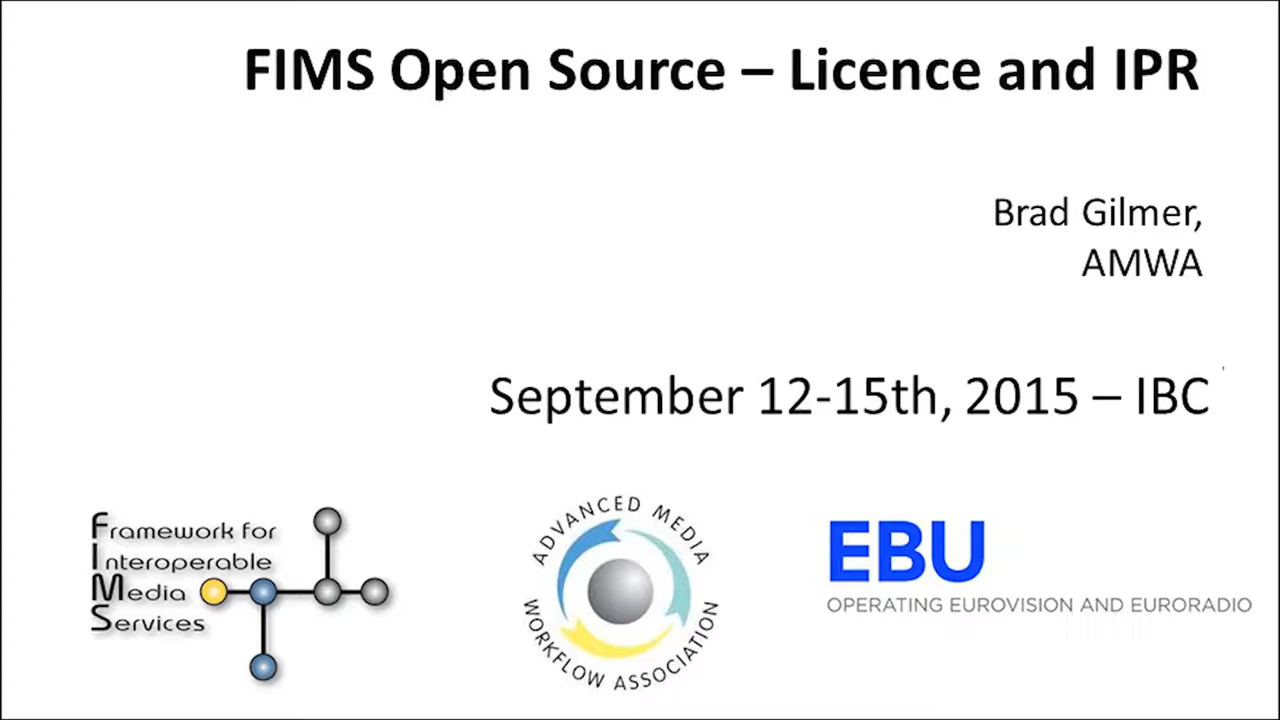 FIMS Open Source – Licence and IPR
Brad Gilmer,
AMWA
September 12-15th, 2015 – IBC
Framework for
Interoperable
Media
Services
ADVANCED MEDIA
WORKFLOW ASSOCIATION
EBU
OPERATING EUROVISION AND EURORADIO